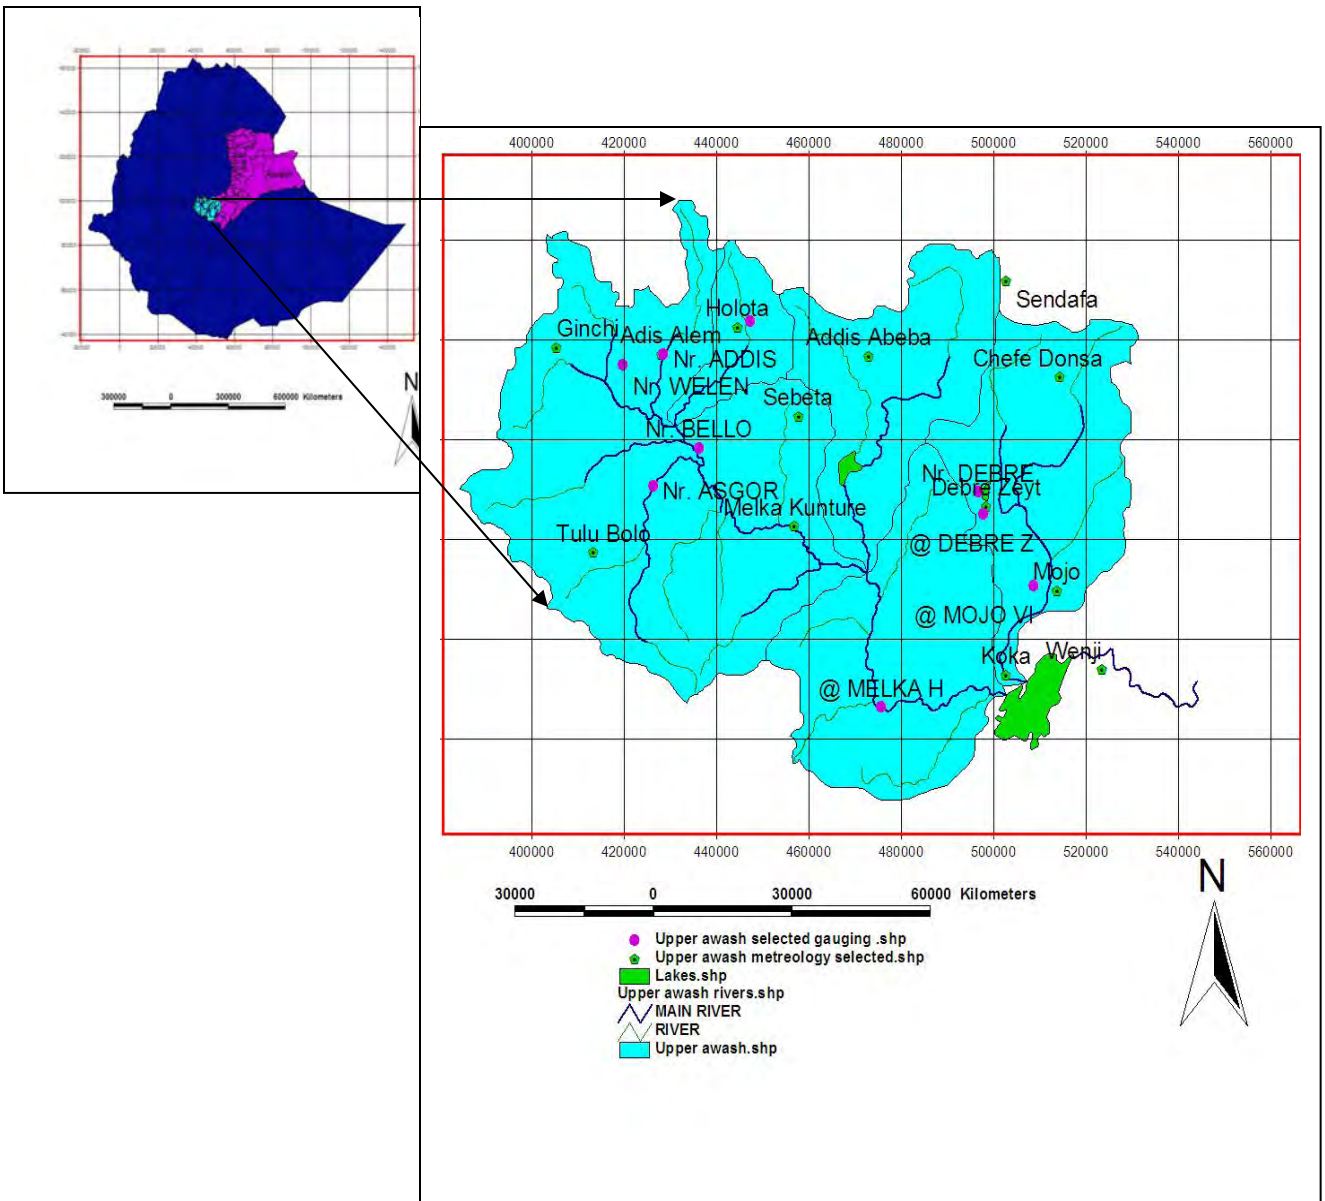 N
300000 0 300000 600000 Kilometers
400000 420000 440000 460000 480000 500000 520000 540000 560000
Sendafa
Holota
Ginchi
Adis Alem
Addis Abeba
Nr. ADDIS
Chefe Donsa
Nr. WELEN
Sebeta
Nr. BELLO
Nr. DEBRE
Debre Zeyt
Nr. ASGOR
Melka Kunture
Tulu Bolo
@ DEBRE Z
Mojo
@ MOJO VI
Koka
Wenji
@ MELKA H
400000 420000 440000 460000 480000 500000 520000 540000 560000
N
30000 0 30000 60000 Kilometers
Upper awash selected gauging .shp
Upper awash metreology selected.shp
Lakes.shp
Upper awash rivers.shp
MAIN RIVER
RIVER
Upper awash.shp